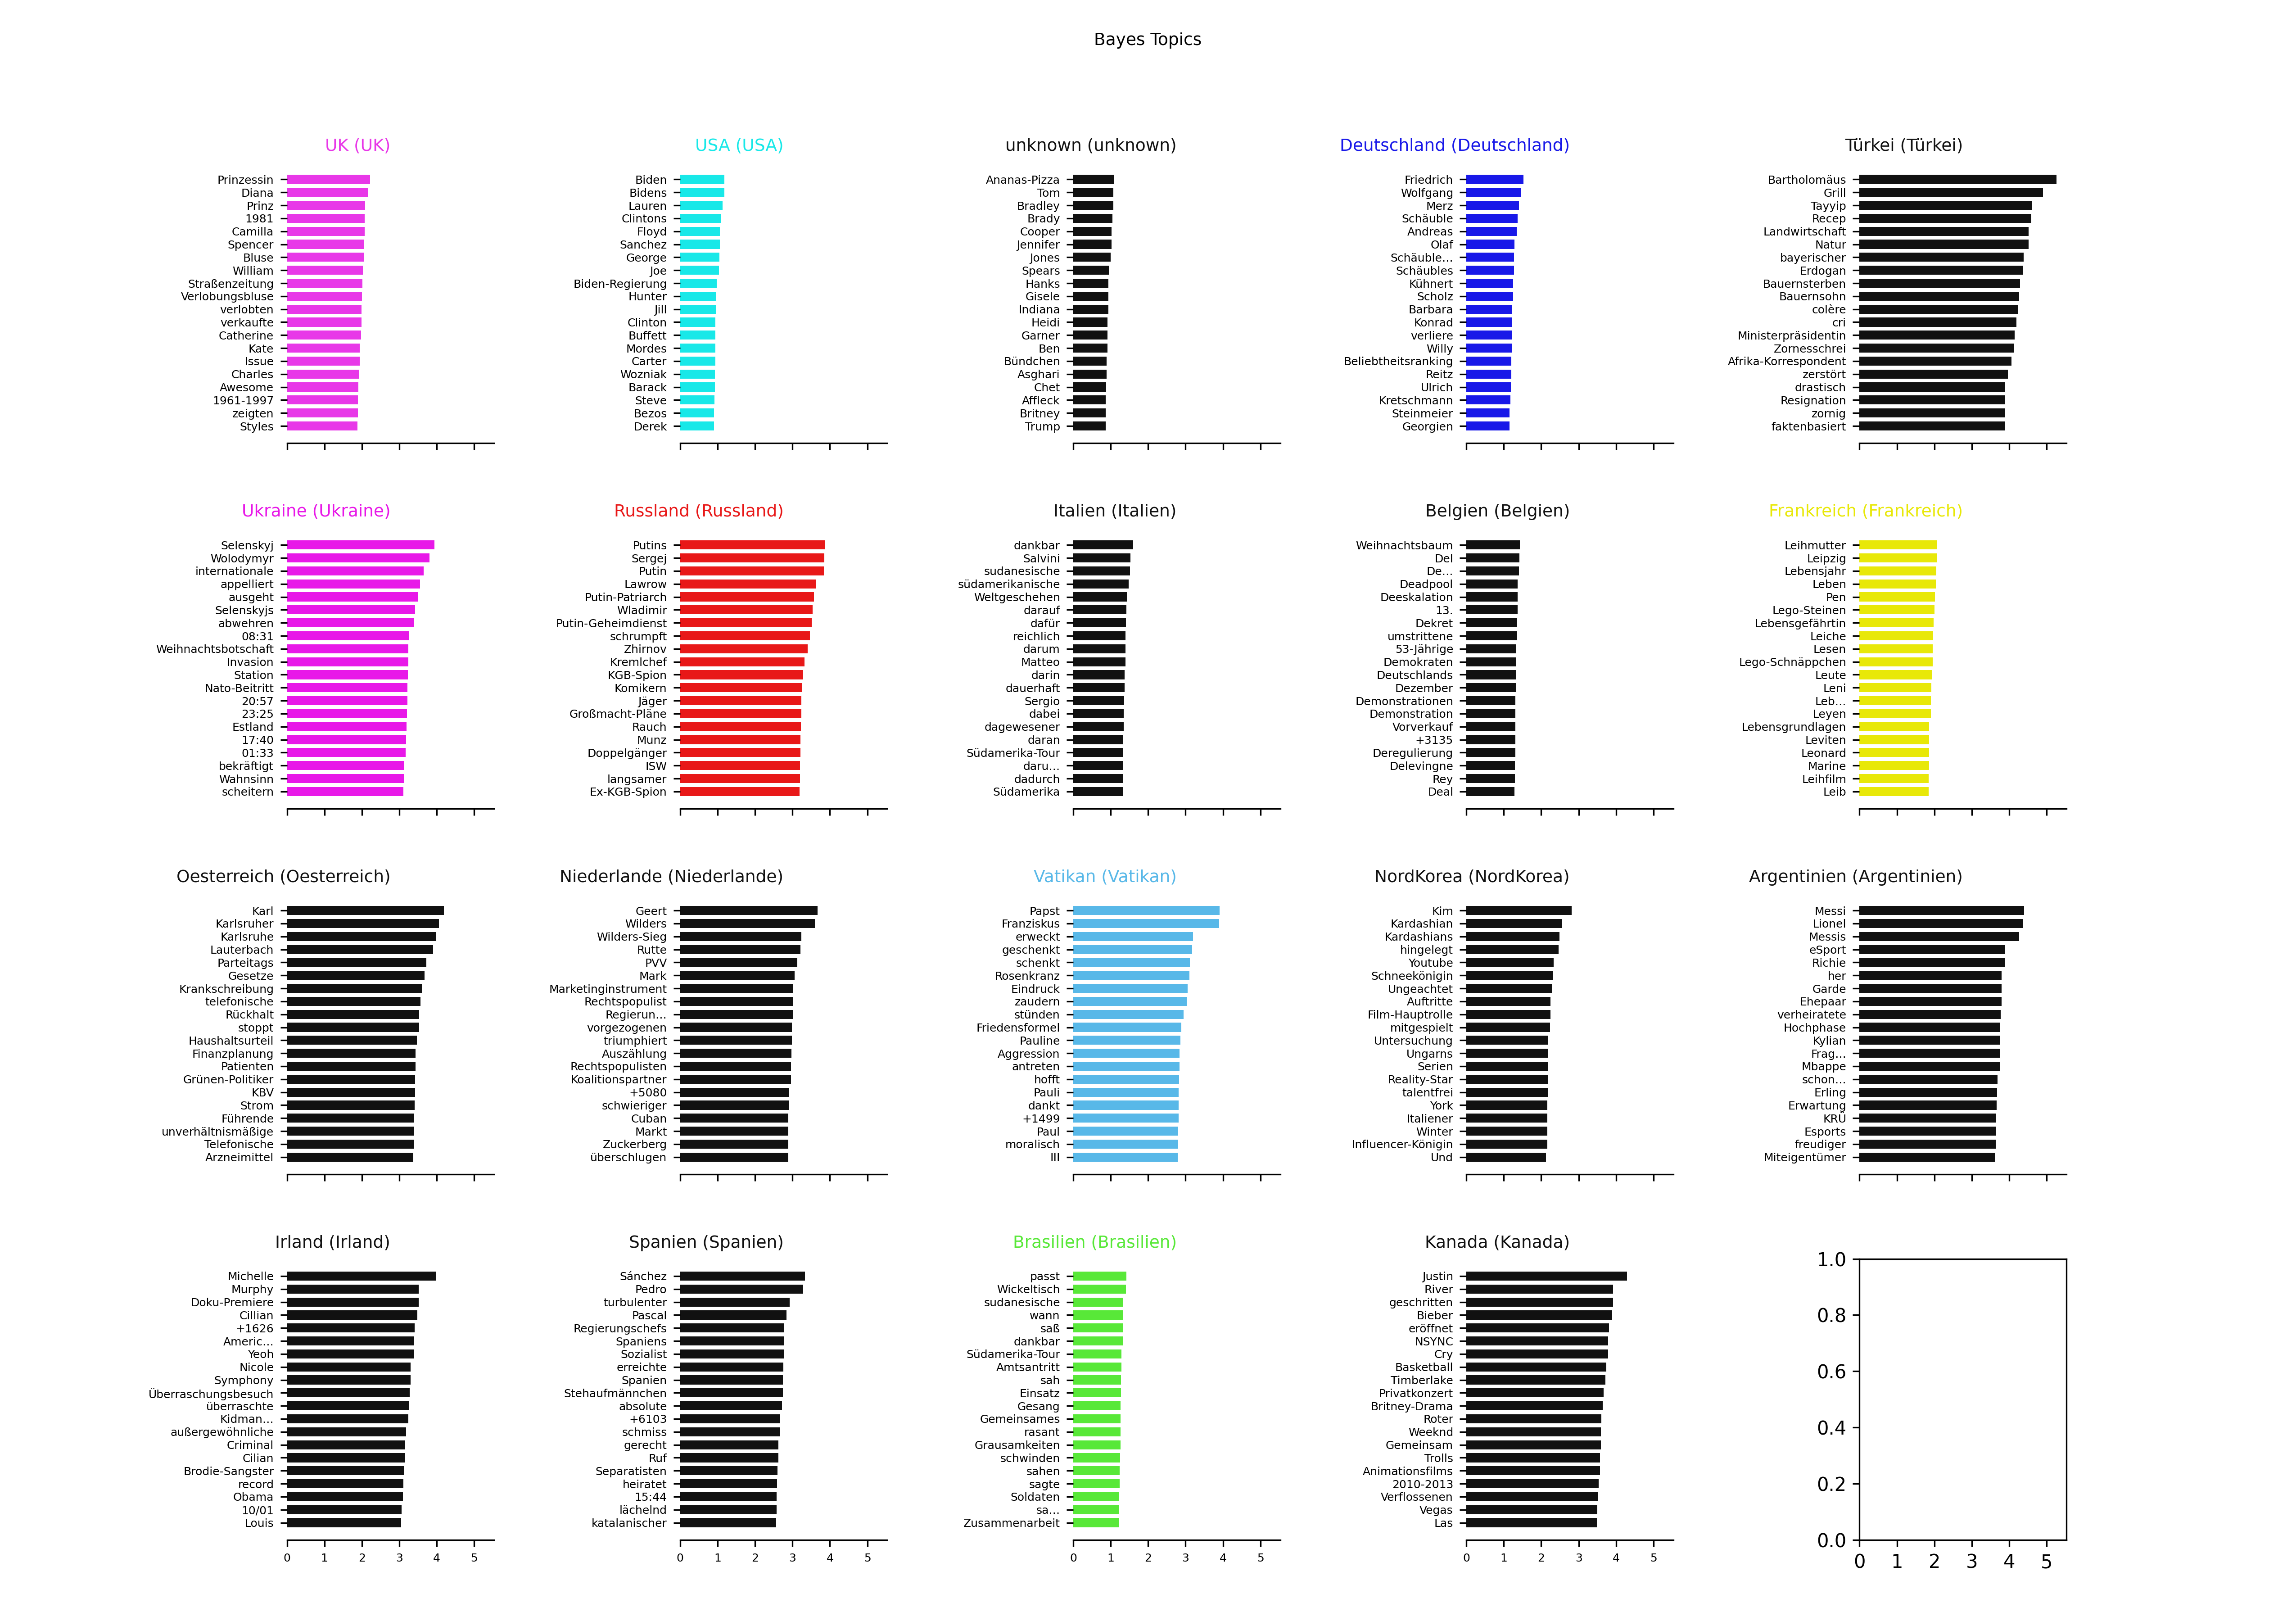 Bayes Topics
UK (UK)
Prinzessin
Diana
Prinz
1981
Camilla
Spencer
Bluse
William
Straßenzeitung
Verlobungsbluse
verlobten
verkaufte
Catherine
Kate
Issue
Charles
Awesome
1961-1997
zeigten
Styles
USA (USA)
Biden
Bidens
Lauren
Clintons
Floyd
Sanchez
George
Joe
Biden-Regierung
Hunter
Jill
Clinton
Buffett
Mordes
Carter
Wozniak
Barack
Steve
Bezos
Derek
unknown (unknown)
Ananas-Pizza
Tom
Bradley
Brady
Cooper
Jennifer
Jones
Spears
Hanks
Gisele
Indiana
Heidi
Garner
Ben
Bündchen
Asghari
Chet
Affleck
Britney
Trump
Deutschland (Deutschland)
Friedrich
Wolfgang
Merz
Schäuble
Andreas
Olaf
Schäuble…
Schäubles
Kühnert
Scholz
Barbara
Konrad
verliere
Willy
Beliebtheitsranking
Reitz
Ulrich
Kretschmann
Steinmeier
Georgien
Türkei (Türkei)
Bartholomäus
Grill
Tayyip
Recep
Landwirtschaft
Natur
bayerischer
Erdogan
Bauernsterben
Bauernsohn
colère
cri
Ministerpräsidentin
Zornesschrei
Afrika-Korrespondent
zerstört
drastisch
Resignation
zornig
faktenbasiert
Ukraine (Ukraine)
Selenskyj
Wolodymyr
internationale
appelliert
ausgeht
Selenskyjs
abwehren
08:31
Weihnachtsbotschaft
Invasion
Station
Nato-Beitritt
20:57
23:25
Estland
17:40
01:33
bekräftigt
Wahnsinn
scheitern
Russland (Russland)
Putins
Sergej
Putin
Lawrow
Putin-Patriarch
Wladimir
Putin-Geheimdienst
schrumpft
Zhirnov
Kremlchef
KGB-Spion
Komikern
Jäger
Großmacht-Pläne
Rauch
Munz
Doppelgänger
ISW
langsamer
Ex-KGB-Spion
Italien (Italien)
dankbar
Salvini
sudanesische
südamerikanische
Weltgeschehen
darauf
dafür
reichlich
darum
Matteo
darin
dauerhaft
Sergio
dabei
dagewesener
daran
Südamerika-Tour
daru…
dadurch
Südamerika
Belgien (Belgien)
Weihnachtsbaum
Del
De…
Deadpool
Deeskalation
13.
Dekret
umstrittene
53-Jährige
Demokraten
Deutschlands
Dezember
Demonstrationen
Demonstration
Vorverkauf
+3135
Deregulierung
Delevingne
Rey
Deal
Frankreich (Frankreich)
Leihmutter
Leipzig
Lebensjahr
Leben
Pen
Lego-Steinen
Lebensgefährtin
Leiche
Lesen
Lego-Schnäppchen
Leute
Leni
Leb…
Leyen
Lebensgrundlagen
Leviten
Leonard
Marine
Leihfilm
Leib
Oesterreich (Oesterreich)
Karl
Karlsruher
Karlsruhe
Lauterbach
Parteitags
Gesetze
Krankschreibung
telefonische
Rückhalt
stoppt
Haushaltsurteil
Finanzplanung
Patienten
Grünen-Politiker
KBV
Strom
Führende
unverhältnismäßige
Telefonische
Arzneimittel
Niederlande (Niederlande)
Geert
Wilders
Wilders-Sieg
Rutte
PVV
Mark
Marketinginstrument
Rechtspopulist
Regierun…
vorgezogenen
triumphiert
Auszählung
Rechtspopulisten
Koalitionspartner
+5080
schwieriger
Cuban
Markt
Zuckerberg
überschlugen
Vatikan (Vatikan)
Papst
Franziskus
erweckt
geschenkt
schenkt
Rosenkranz
Eindruck
zaudern
stünden
Friedensformel
Pauline
Aggression
antreten
hofft
Pauli
dankt
+1499
Paul
moralisch
III
NordKorea (NordKorea)
Kim
Kardashian
Kardashians
hingelegt
Youtube
Schneekönigin
Ungeachtet
Auftritte
Film-Hauptrolle
mitgespielt
Untersuchung
Ungarns
Serien
Reality-Star
talentfrei
York
Italiener
Winter
Influencer-Königin
Und
Argentinien (Argentinien)
Messi
Lionel
Messis
eSport
Richie
her
Garde
Ehepaar
verheiratete
Hochphase
Kylian
Frag…
Mbappe
schon…
Erling
Erwartung
KRÜ
Esports
freudiger
Miteigentümer
Irland (Irland)
Michelle
Murphy
Doku-Premiere
Cillian
+1626
Americ…
Yeoh
Nicole
Symphony
Überraschungsbesuch
überraschte
Kidman…
außergewöhnliche
Criminal
Cilian
Brodie-Sangster
record
Obama
10/01
Louis
0 1 2 3 4 5
Spanien (Spanien)
Sánchez
Pedro
turbulenter
Pascal
Regierungschefs
Spaniens
Sozialist
erreichte
Spanien
Stehaufmännchen
absolute
+6103
schmiss
gerecht
Ruf
Separatisten
heiratet
15:44
lächelnd
katalanischer
0 1 2 3 4 5
Brasilien (Brasilien)
passt
Wickeltisch
sudanesische
wann
saß
dankbar
Südamerika-Tour
Amtsantritt
sah
Einsatz
Gesang
Gemeinsames
rasant
Grausamkeiten
schwinden
sahen
sagte
Soldaten
sa…
Zusammenarbeit
0 1 2 3 4 5
Kanada (Kanada)
Justin
River
geschritten
Bieber
eröffnet
NSYNC
Cry
Basketball
Timberlake
Privatkonzert
Britney-Drama
Roter
Weeknd
Gemeinsam
Trolls
Animationsfilms
2010-2013
Verflossenen
Vegas
Las
0 1 2 3 4 5
1.0
0.8
0.6
0.4
0.2
0.0
0 1 2 3 4 5